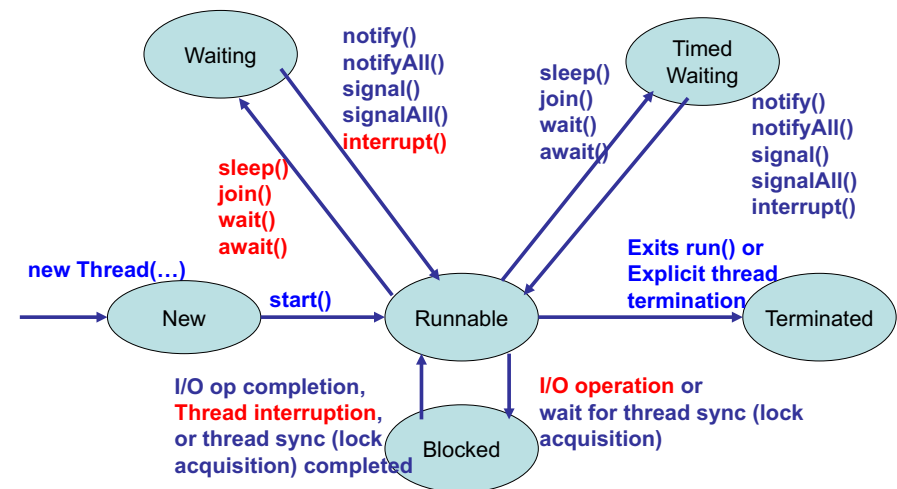 Waiting
notify()
notifyAll()
signal()
signalAll()
interrupt()
sleep()
join()
wait()
await()
Timed
Waiting
sleep()
join()
wait()
await()
notify()
notifyAll()
signal()
signalAll()
interrupt()
new Thread(…)
New
start()
Runnable
Exits run() or
Explicit thread
termination
Terminated
I/O op completion,
Thread interruption,
or thread sync (lock
acquisition) completed
Blocked
I/O operation or
wait for thread sync (lock
acquisition)